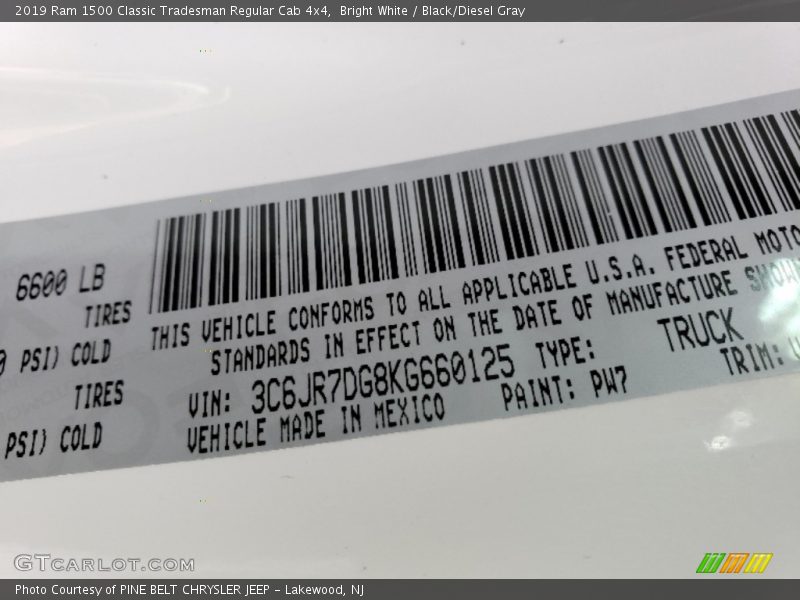 2019 Ram 1500 Classic Tradesman Regular Cab 4x4, Bright White / Black/Diesel Gray
6600 LB
TIRES
PSI) COLD
TIRES
PSI) COLD
THIS VEHICLE CONFORMS TO ALL APPLICABLE U.S.A. FEDERAL MOTO
STANDARDS IN EFFECT ON THE DATE OF MANUFACTURE
VIN: 3C6JR7DG8KG660125 TYPE: TRUCK
VEHICLE MADE IN MEXICO PAINT: PW7 TRIM:
GTCARLOT.COM
Photo Courtesy of PINE BELT CHRYSLER JEEP - Lakewood, NJ